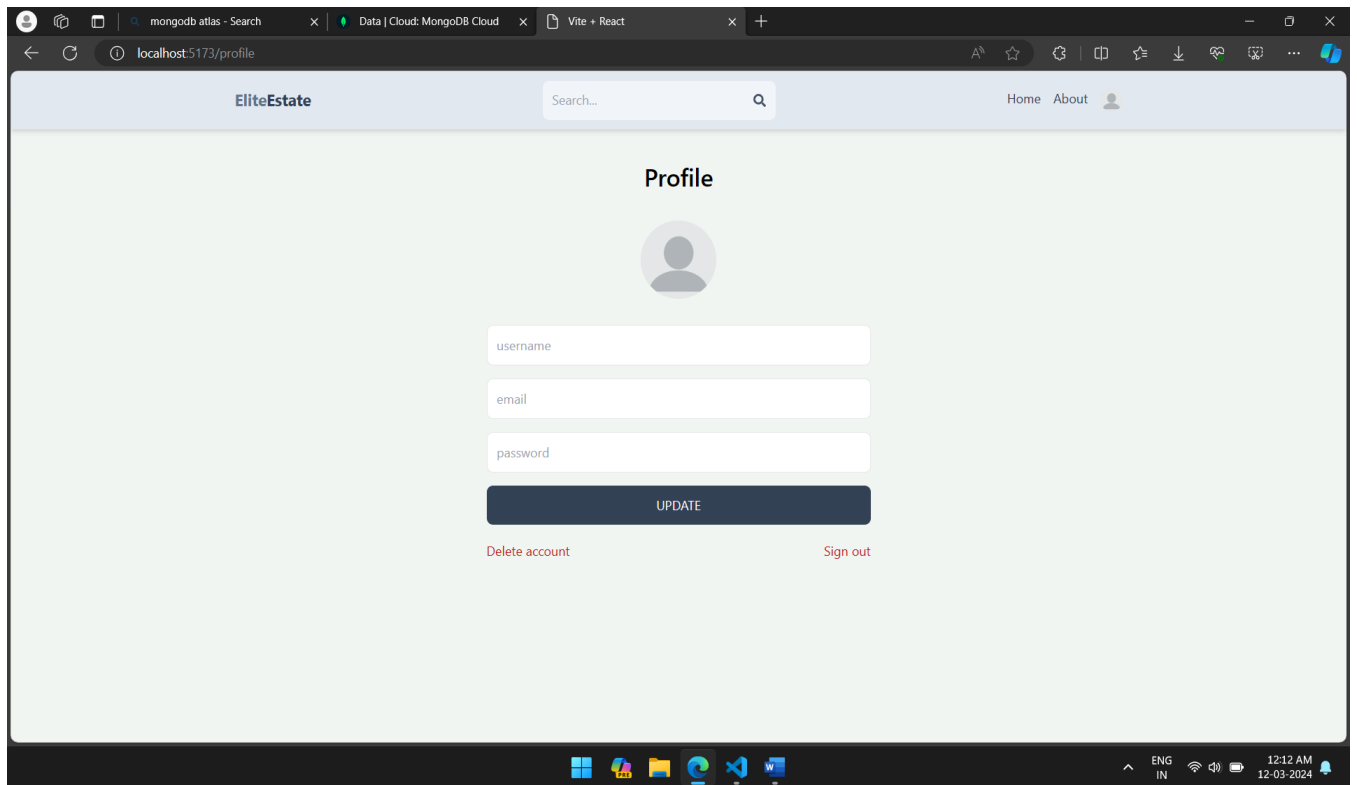 mongodb atlas - Search
Data | Cloud: MongoDB Cloud
Vite + React
localhost:5173/profile
EliteEstate
Search...
Home About
Profile
username
email
password
UPDATE
Delete account Sign out
PRE
W
ENG
IN
12:12 AM
12-03-2024